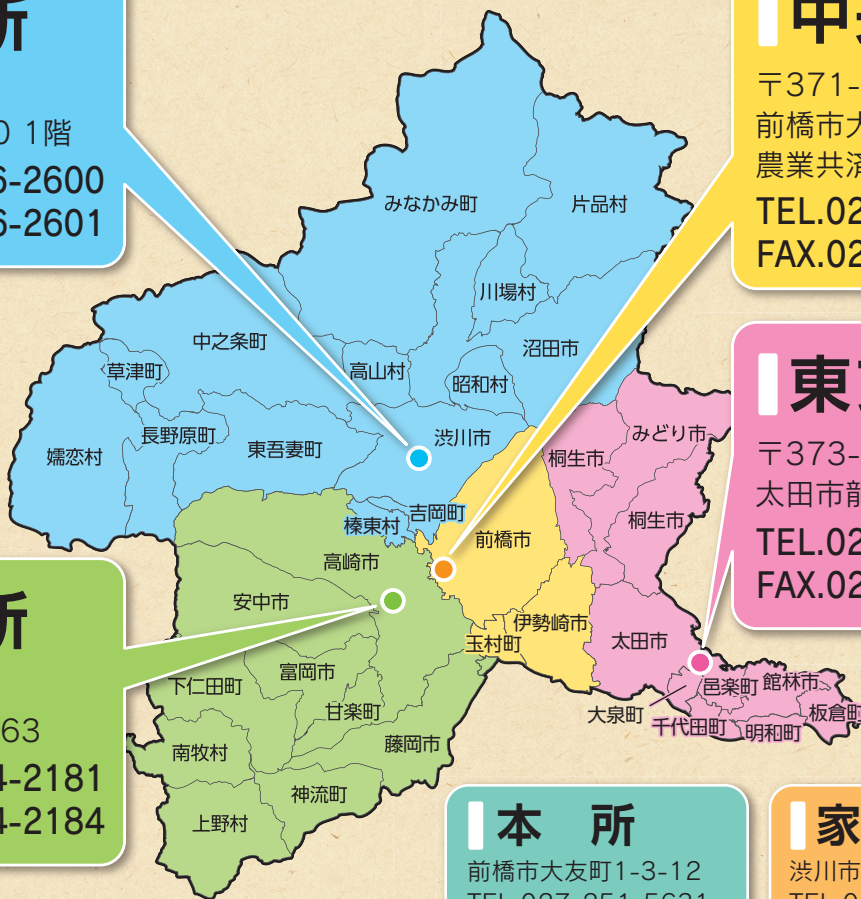 所
1階
6-2600
6-2601
中
〒371-
前橋市大
農業共済
TEL.02
FAX.02
みなかみ町
片品村
川場村
中之条町
沼田市
草津町
高山村
昭和村
長野原町
東吾妻町
渋川市
嬬恋村
東
〒373-
太田市龍
TEL.02
FAX.02
みどり市
桐生市
桐生市
榛東村
吉岡町
前橋市
高崎市
安中市
伊勢崎市
玉村町
太田市
所
63
4-2181
4-2184
下仁田町
富岡市
甘楽町
藤岡市
南牧村
神流町
上野村
大泉町
邑楽町
館林市
千代田町
明和町
板倉町
本 所
前橋市大友町1-3-12
TEL.027-251-5631
家
渋川市
TEL.0